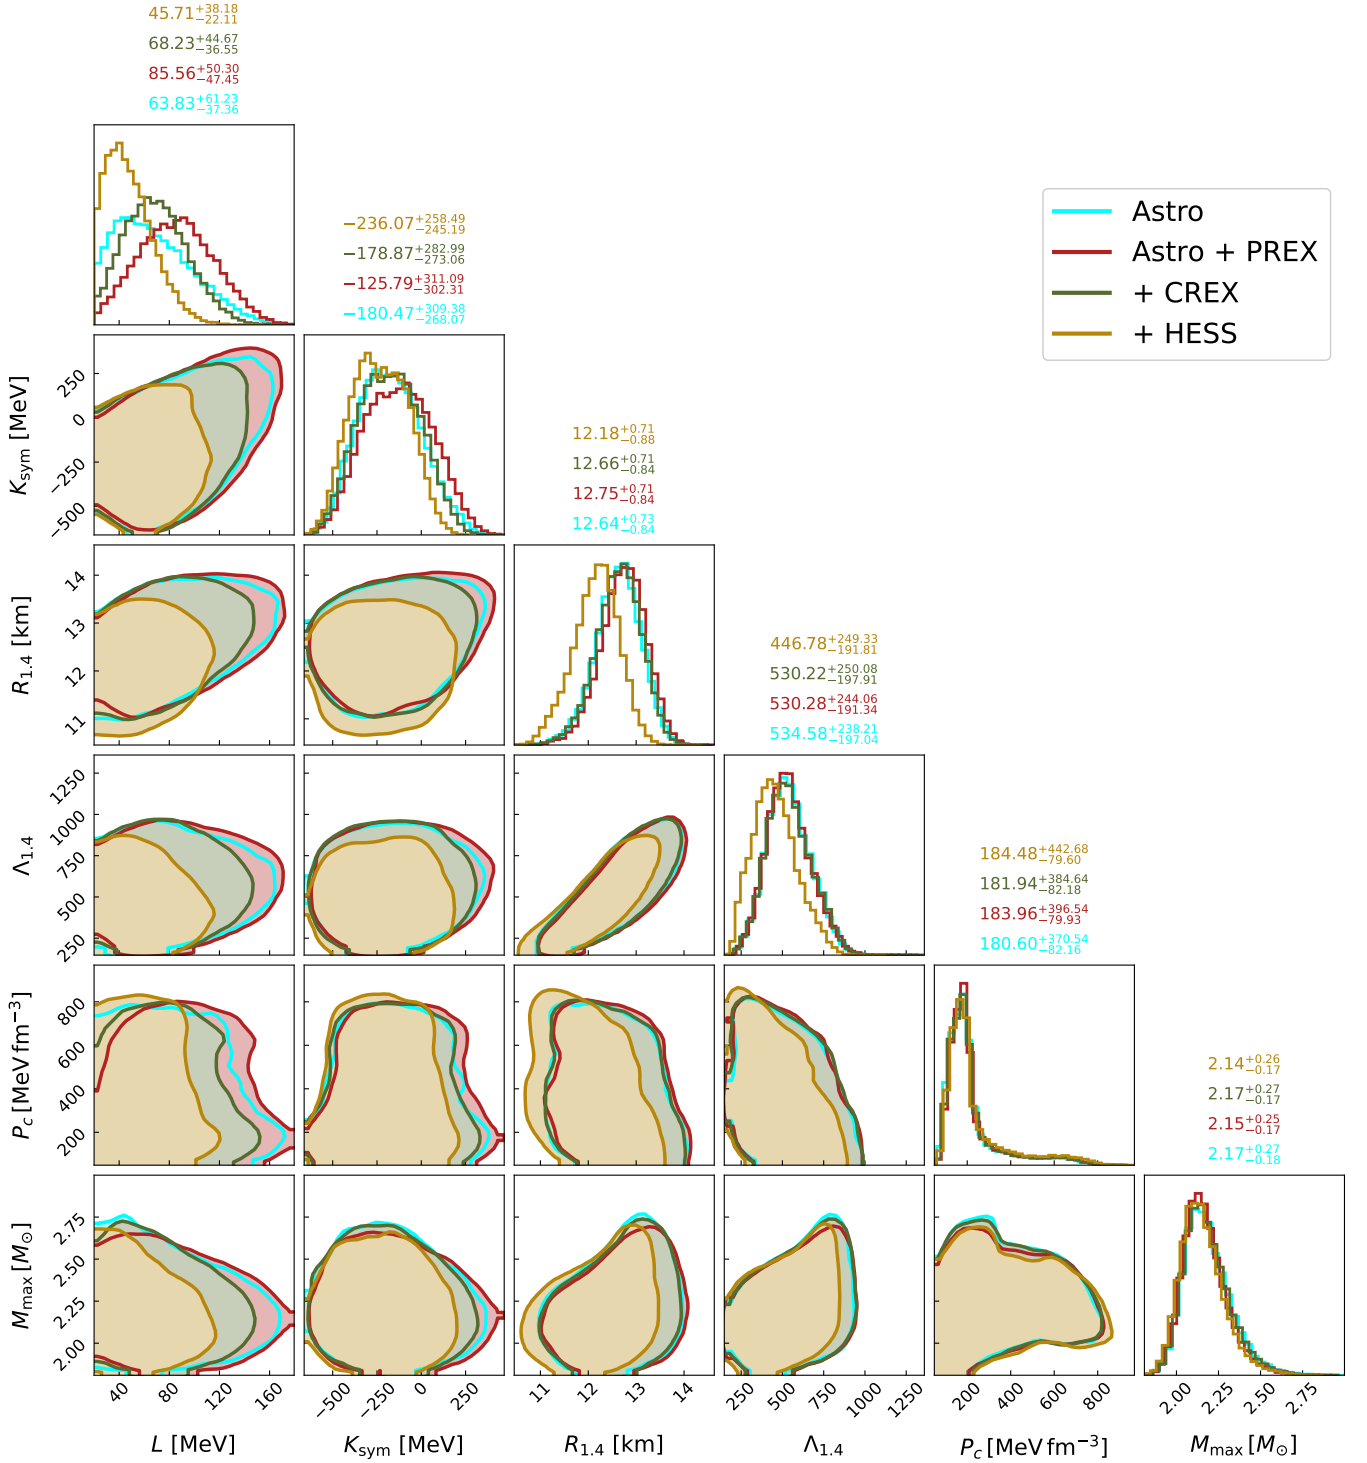 45.71+38.18−22.11
68.23+44.67−36.55
85.56+50.30−47.45
63.83+61.23−37.36
Astro
Astro + PREX
+ CREX
+ HESS
−236.07+258.49−245.19
−178.87+282.99−273.06
−125.79+311.09−302.31
−180.47+309.38−268.07
Ksym [MeV]
250
0
−250
−500
12.18+0.71−0.88
12.66+0.71−0.84
12.75+0.71−0.84
12.64+0.73−0.84
R1.4 [km]
14
13
12
11
446.78+249.33−191.81
530.22+250.08−197.91
530.28+244.06−191.34
534.58+238.21−197.04
Λ1.4
1250
1000
750
500
250
184.48+442.68−79.60
181.94+384.64−82.18
183.96+396.54−79.93
180.60+370.54−82.16
Pc [MeV fm−3]
800
600
400
200
2.14+0.26−0.17
2.17+0.27−0.17
2.15+0.25−0.17
2.17+0.27−0.18
Mmax [M⊙]
2.75
2.50
2.25
2.00
40 80 120 160
−500 −250 0 250
11 12 13 14
250 500 750 1000 1250
200 400 600 800
2.00 2.25 2.50 2.75
L [MeV] Ksym [MeV] R1.4 [km] Λ1.4 Pc [MeV fm−3] Mmax [M⊙]